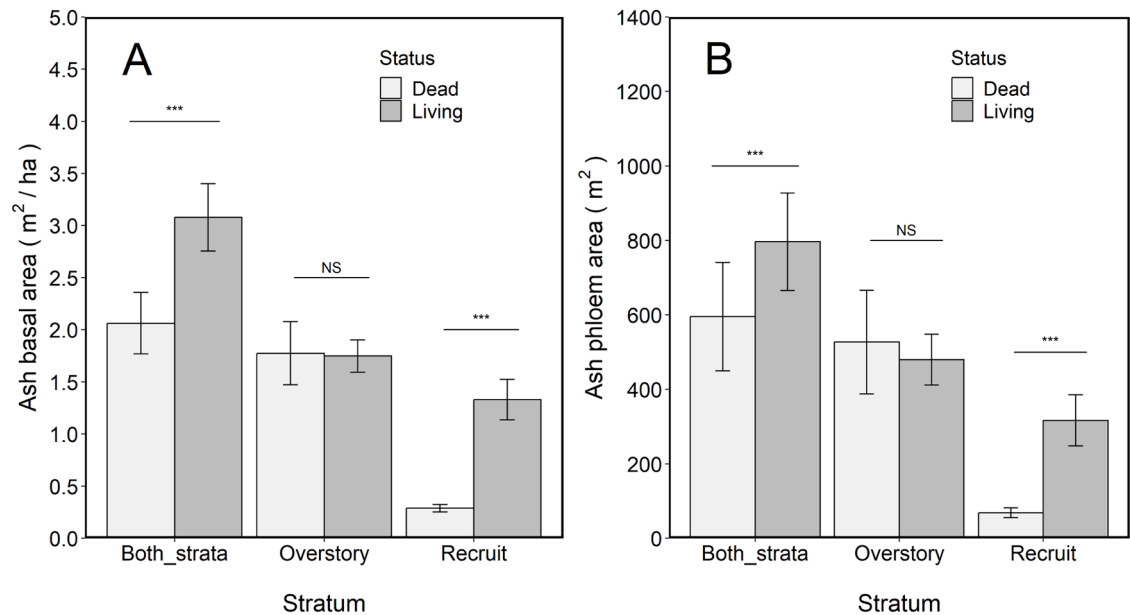 A
Status
Dead
Living
***
NS
***
5.0
4.5
4.0
3.5
3.0
2.5
2.0
1.5
1.0
0.5
0.0
Ash basal area ( m² / ha )
Both_strata Overstory Recruit
Stratum
B
Status
Dead
Living
***
NS
***
1400
1200
1000
800
600
400
200
0
Ash phloem area ( m² )
Both_strata Overstory Recruit
Stratum